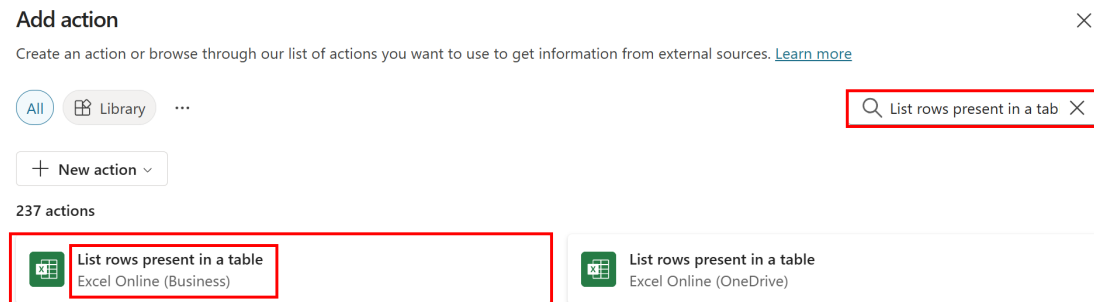 Add action
Create an action or browse through our list of actions you want to use to get information from external sources. Learn more
All Library ... List rows present in a tab
New action
237 actions
List rows present in a table List rows present in a table
Excel Online (Business) Excel Online (OneDrive)